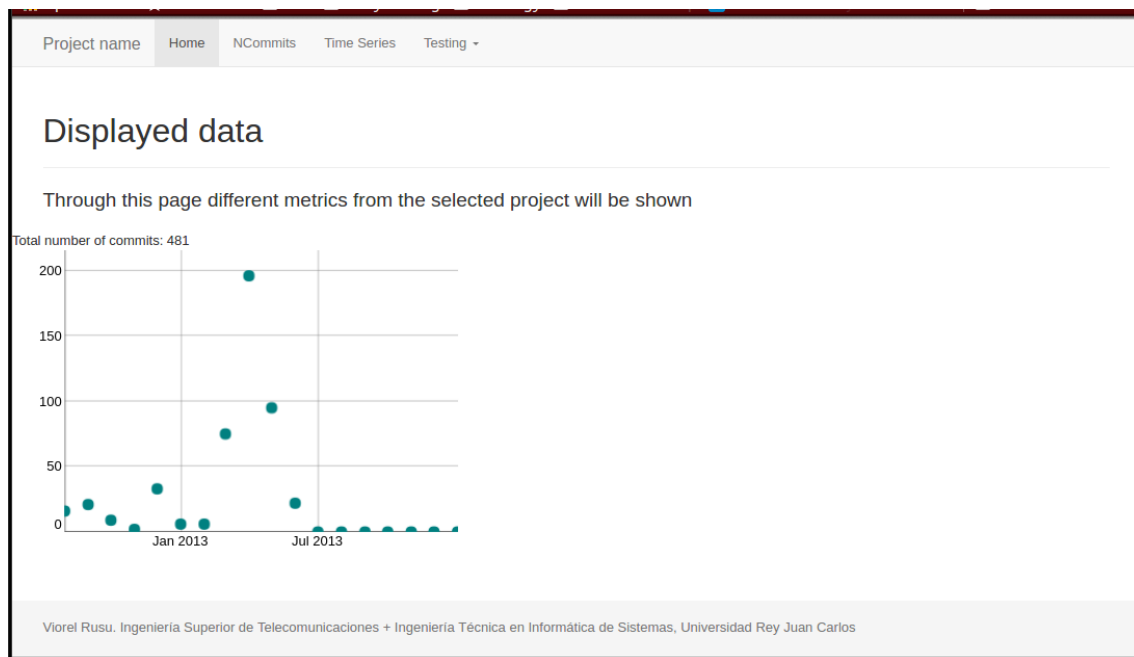 Project name Home NCommits Time Series Testing
Displayed data
Through this page different metrics from the selected project will be shown
Total number of commits: 481
200
150
100
50
0
Jan 2013 Jul 2013
Viorel Rusu. Ingeniería Superior de Telecomunicaciones + Ingeniería Técnica en Informática de Sistemas, Universidad Rey Juan Carlos